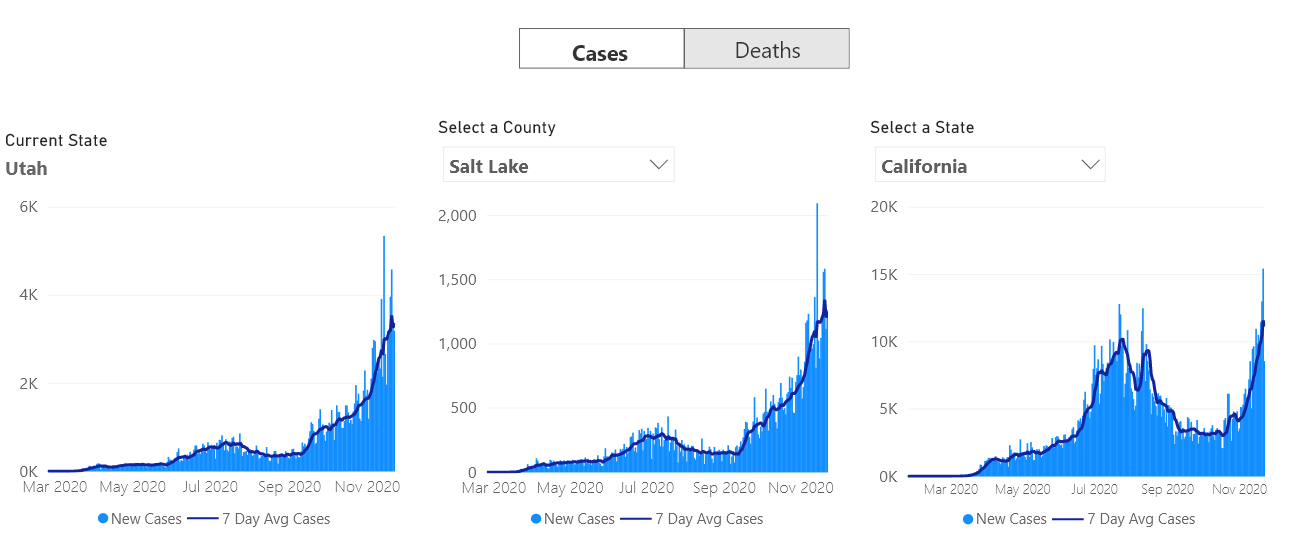 Cases Deaths
Current State
Utah
6K
4K
2K
0K
Mar 2020 May 2020 Jul 2020 Sep 2020 Nov 2020
New Cases 7 Day Avg Cases
Select a County
Salt Lake
2,000
1,500
1,000
500
0
Mar 2020 May 2020 Jul 2020 Sep 2020 Nov 2020
New Cases 7 Day Avg Cases
Select a State
California
20K
15K
10K
5K
0K
Mar 2020 May 2020 Jul 2020 Sep 2020 Nov 2020
New Cases 7 Day Avg Cases